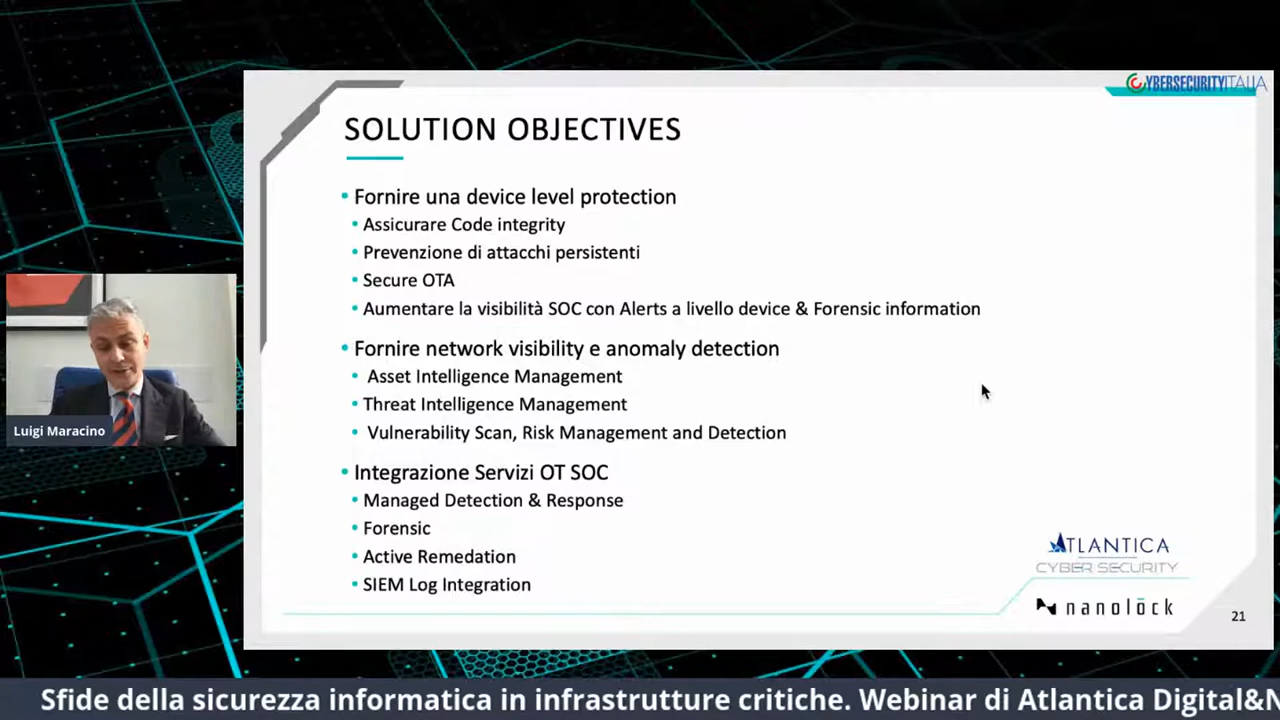 CYBERSECURITYITALIA
SOLUTION OBJECTIVES
• Fornire una device level protection
• Assicurare Code integrity
• Prevenzione di attacchi persistenti
• Secure OTA
• Aumentare la visibilità SOC con Alerts a livello device & Forensic information
• Fornire network visibility e anomaly detection
• Asset Intelligence Management
• Threat Intelligence Management
• Vulnerability Scan, Risk Management and Detection
• Integrazione Servizi OT SOC
• Managed Detection & Response
• Forensic
• Active Remedation
• SIEM Log Integration
ATLANTICA
CYBER SECURITY
nanolock
21
Luigi Maracino
Sfide della sicurezza informatica in infrastrutture critiche. Webinar di Atlantica Digital&N